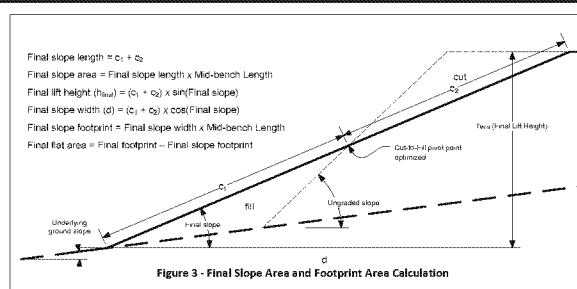 Final slope length = c₁ + c₂
Final slope area = Final slope length x Mid-bench Length
Final lift height (hfinal) = (c₁ + c₂) x sin(Final slope)
Final slope width (d) = (c₁ + c₂) x cos(Final slope)
Final slope footprint = Final slope width x Mid-bench Length
Final flat area = Final footprint – Final slope footprint
cut
c₂
(Final Lift Height)
Cut-to-Fill pivot point
optimized
c₁
fill
Ungraded slope
Underlying
ground slope
Final slope
d
Figure 3 - Final Slope Area and Footprint Area Calculation